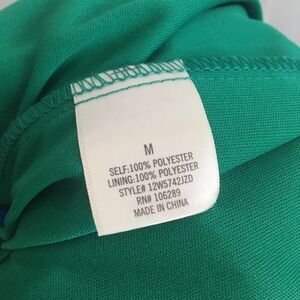 M
SELF:100% POLYESTER
LINING:100% POLYESTER
STYLE# 12W5742JZD
RN# 106289
MADE IN CHINA